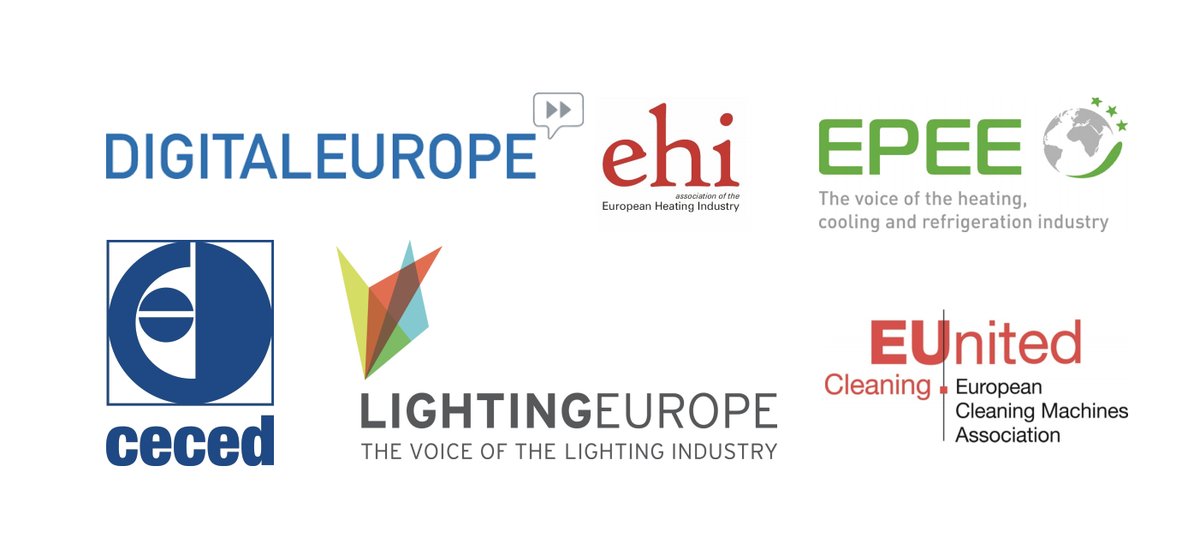 DIGITALEUROPE
ehi
association of the
European Heating Industry
EPEE
The voice of the heating,
cooling and refrigeration industry
ceced
LIGHTINGEUROPE
THE VOICE OF THE LIGHTING INDUSTRY
EUnited
Cleaning
European
Cleaning Machines
Association